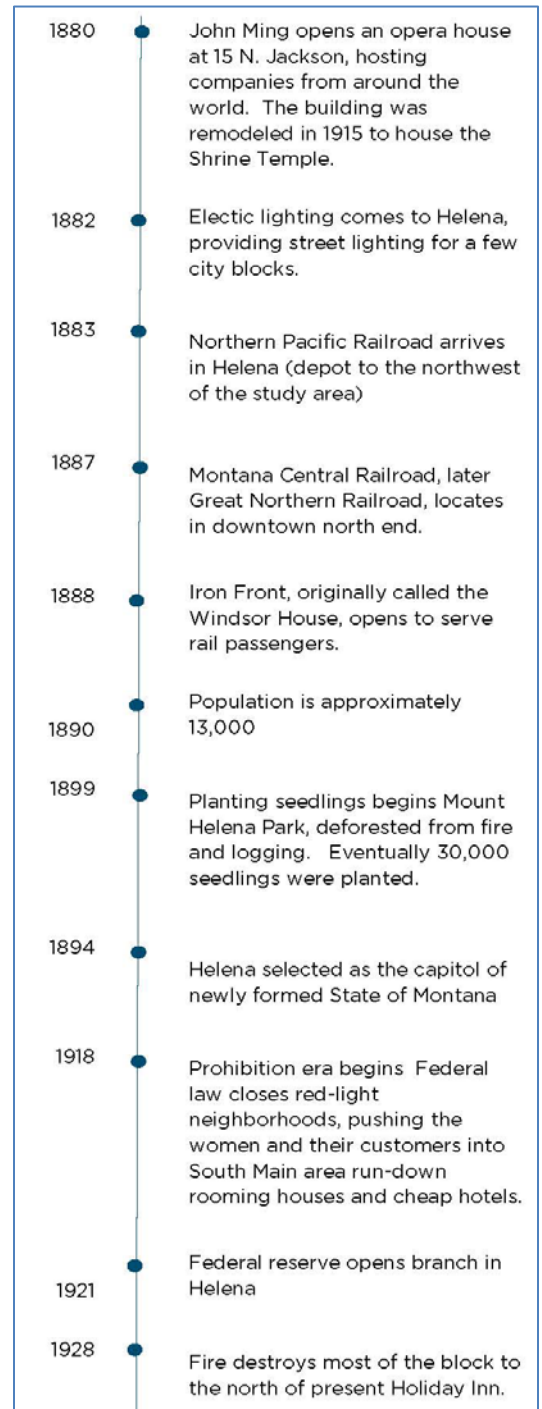 1880
John Ming opens an opera house
at 15 N. Jackson, hosting
companies from around the
world.  The building was
remodeled in 1915 to house the
Shrine Temple.
1882
Electic lighting comes to Helena,
providing street lighting for a few
city blocks.
1883
Northern Pacific Railroad arrives
in Helena (depot to the northwest
of the study area)
1887
Montana Central Railroad, later
Great Northern Railroad, locates
in downtown north end.
1888
Iron Front, originally called the
Windsor House, opens to serve
rail passengers.
1890
Population is approximately
13,000
1899
Planting seedlings begins Mount
Helena Park, deforested from fire
and logging.   Eventually 30,000
seedlings were planted.
1894
Helena selected as the capitol of
newly formed State of Montana
1918
Prohibition era begins  Federal
law closes red-light
neighborhoods, pushing the
women and their customers into
South Main area run-down
rooming houses and cheap hotels.
1921
Federal reserve opens branch in
Helena
1928
Fire destroys most of the block to
the north of present Holiday Inn.